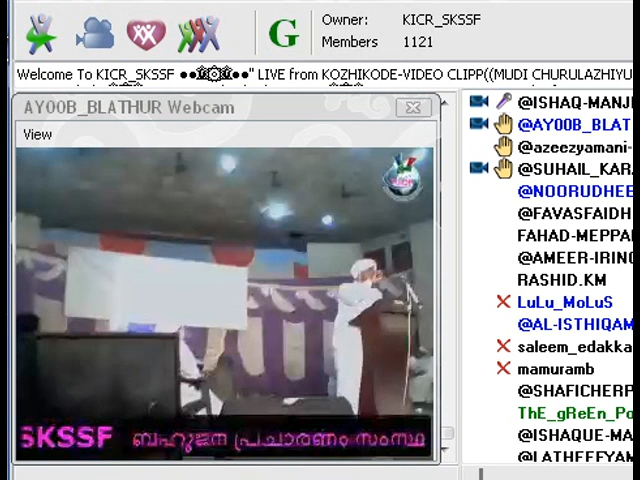 Owner: KICR_SKSSF
Members 1121
G
Welcome To KICR_SKSSF ●●۞●●" LIVE from KOZHIKODE-VIDEO CLIPP((MUDI CHURULAZHIYU
AYOOB_BLATHUR Webcam
View
SKSSF ബഹുജന പ്രചാരണം സംസ്ഥ
@ISHAQ-MANJ
@AYOOB_BLAT
@azeezyamani-
@SUHAIL_KAR
@NOORUDHEE
@FAVASFAIDH
FAHAD-MEPPA
@AMEER-IRING
RASHID.KM
LuLu_MoLuS
@AL-ISTHIQAM
saleem_edakka
mamuramb
@SHAFICHERP
ThE_gReEn_Po
@ISHAQUE-MA
@LATHEEFYAM